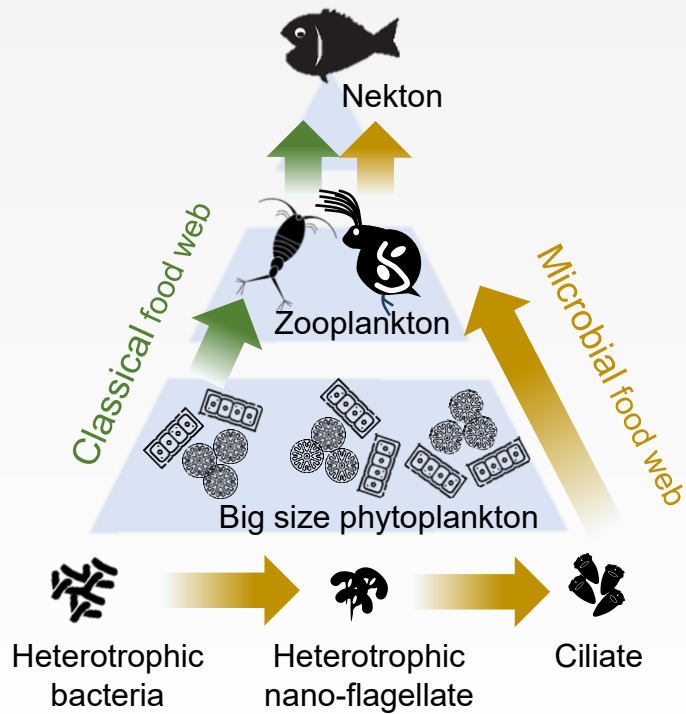 Nekton
Classical food web
Microbial food web
Zooplankton
Big size phytoplankton
Heterotrophic
bacteria
Heterotrophic
nano-flagellate
Ciliate